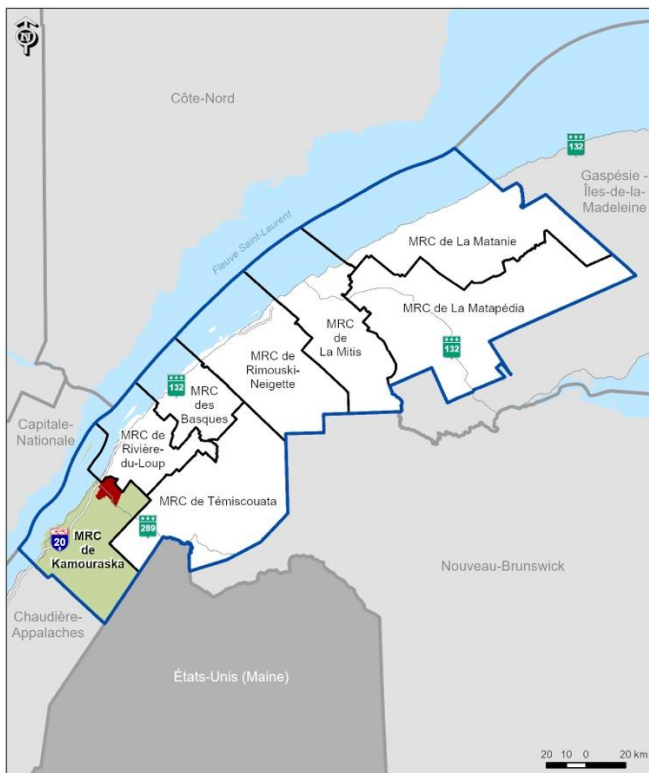 N
Côte-Nord
132
Gaspésie -
Îles-de-la-
Madeleine
Fleuve Saint-Laurent
MRC de La Matanie
MRC de La Matapédia
132
MRC
de
La Mitis
MRC de
Rimouski-
Neigette
132
MRC
des
Basques
Capitale-
Nationale
MRC de
Rivière-
du-Loup
MRC de Témiscouata
289
20
MRC
de
Kamouraska
Nouveau-Brunswick
Chaudière-
Appalaches
États-Unis (Maine)
20 10 0 20 km